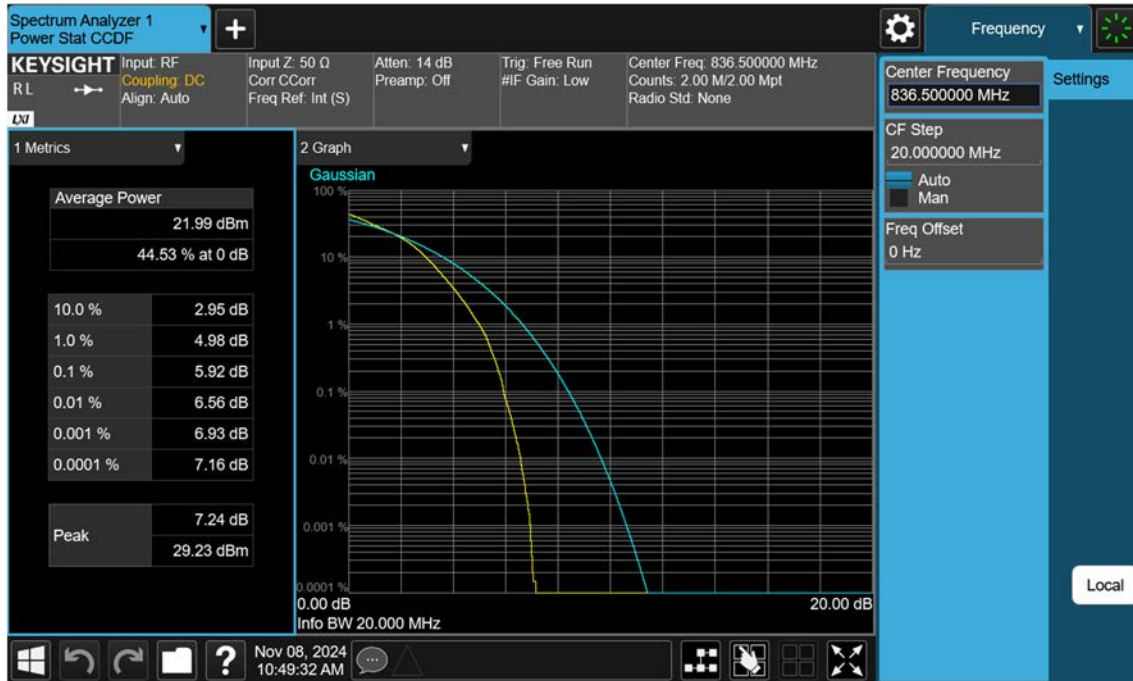 Spectrum Analyzer 1
Power Stat CCDF
Frequency
KEYSIGHT
R L
LXI
Input: RF
Coupling: DC
Align: Auto
Input Z: 50 Ω
Corr CCorr
Freq Ref: Int (S)
Atten: 14 dB
Preamp: Off
Trig: Free Run
#IF Gain: Low
Center Freq: 836.500000 MHz
Counts: 2.00 M/2.00 Mpt
Radio Std: None
Center Frequency
836.500000 MHz
Settings
CF Step
20.000000 MHz
Auto
Man
Freq Offset
0 Hz
Local
1 Metrics
Average Power
21.99 dBm
44.53 % at 0 dB
10.0 % 2.95 dB
1.0 % 4.98 dB
0.1 % 5.92 dB
0.01 % 6.56 dB
0.001 % 6.93 dB
0.0001 % 7.16 dB
Peak
7.24 dB
29.23 dBm
2 Graph
Gaussian
100 %
10 %
1 %
0.1 %
0.01 %
0.001 %
0.0001 %
0.00 dB 20.00 dB
Info BW 20.000 MHz
?
Nov 08, 2024
10:49:32 AM